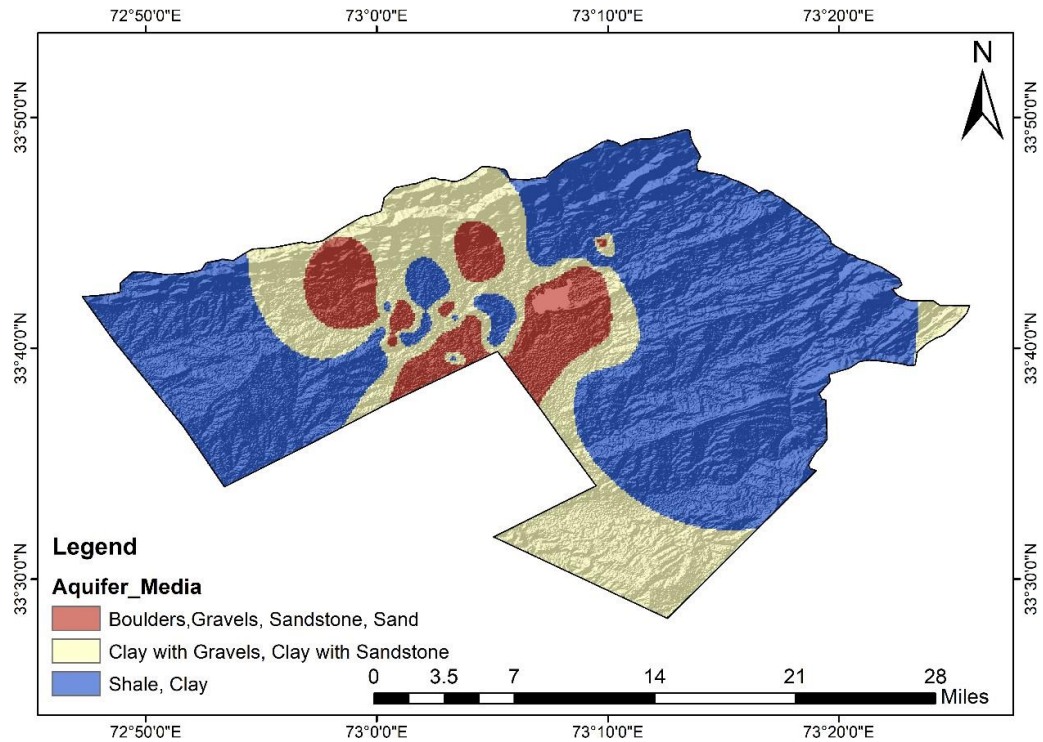 72°50'0"E 73°0'0"E 73°10'0"E 73°20'0"E
N
33°50'0"N 33°50'0"N
33°40'0"N 33°40'0"N
33°30'0"N 33°30'0"N
Legend
Aquifer_Media
Boulders,Gravels, Sandstone, Sand
Clay with Gravels, Clay with Sandstone
Shale, Clay
0 3.5 7 14 21 28
Miles
72°50'0"E 73°0'0"E 73°10'0"E 73°20'0"E